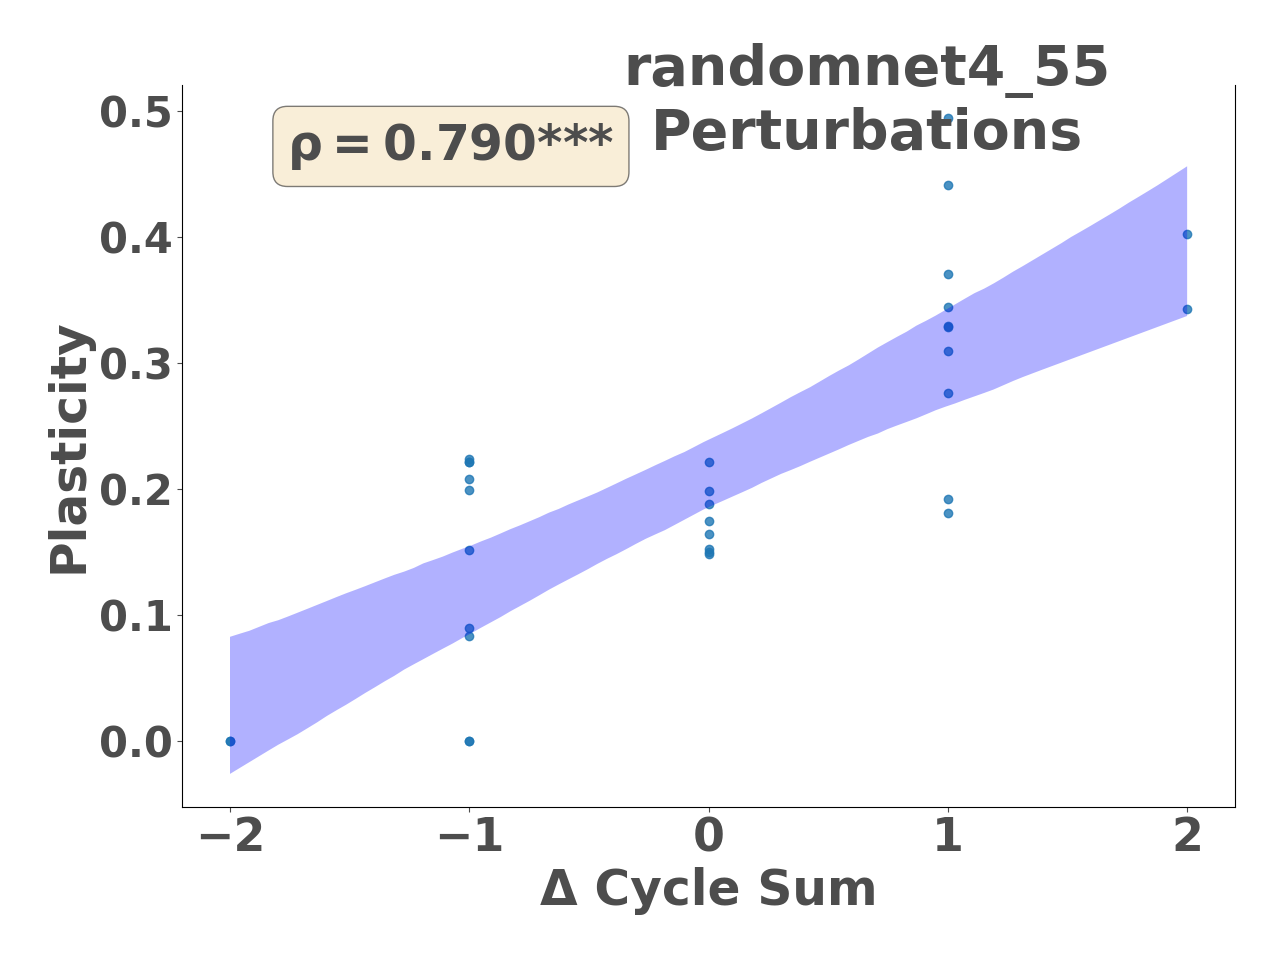 randomnet4_55
Perturbations
ρ = 0.790***
0.5
0.4
0.3
0.2
0.1
0.0
Plasticity
−2 −1 0 1 2
Δ Cycle Sum